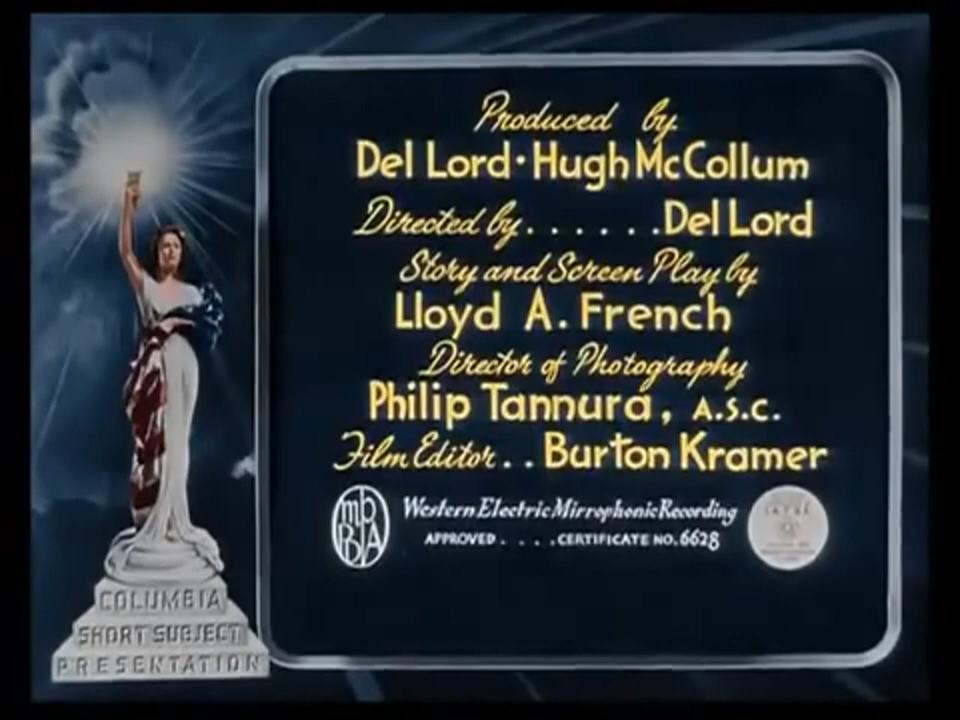 Produced by
Del Lord · Hugh McCollum
Directed by . . . . . . Del Lord
Story and Screen Play by
Lloyd A. French
Director of Photography
Philip Tannura, A.S.C.
Film Editor . . Burton Kramer
Western Electric Mirrophonic Recording
APPROVED . . . . CERTIFICATE NO. 6628
COLUMBIA
SHORT SUBJECT
PRESENTATION